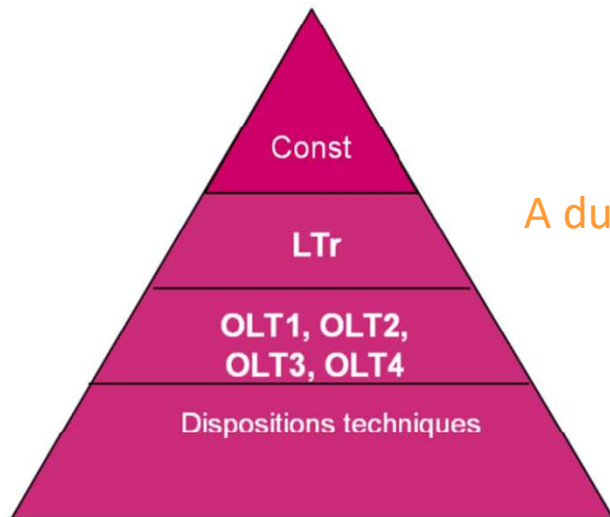 Const
LTr
A du
OLT1, OLT2,
OLT3, OLT4
Dispositions techniques